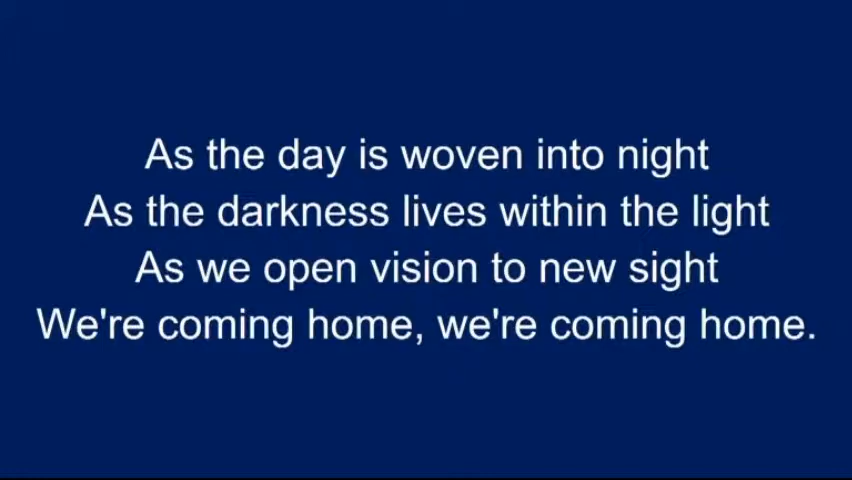 As the day is woven into night
As the darkness lives within the light
As we open vision to new sight
We're coming home, we're coming home.